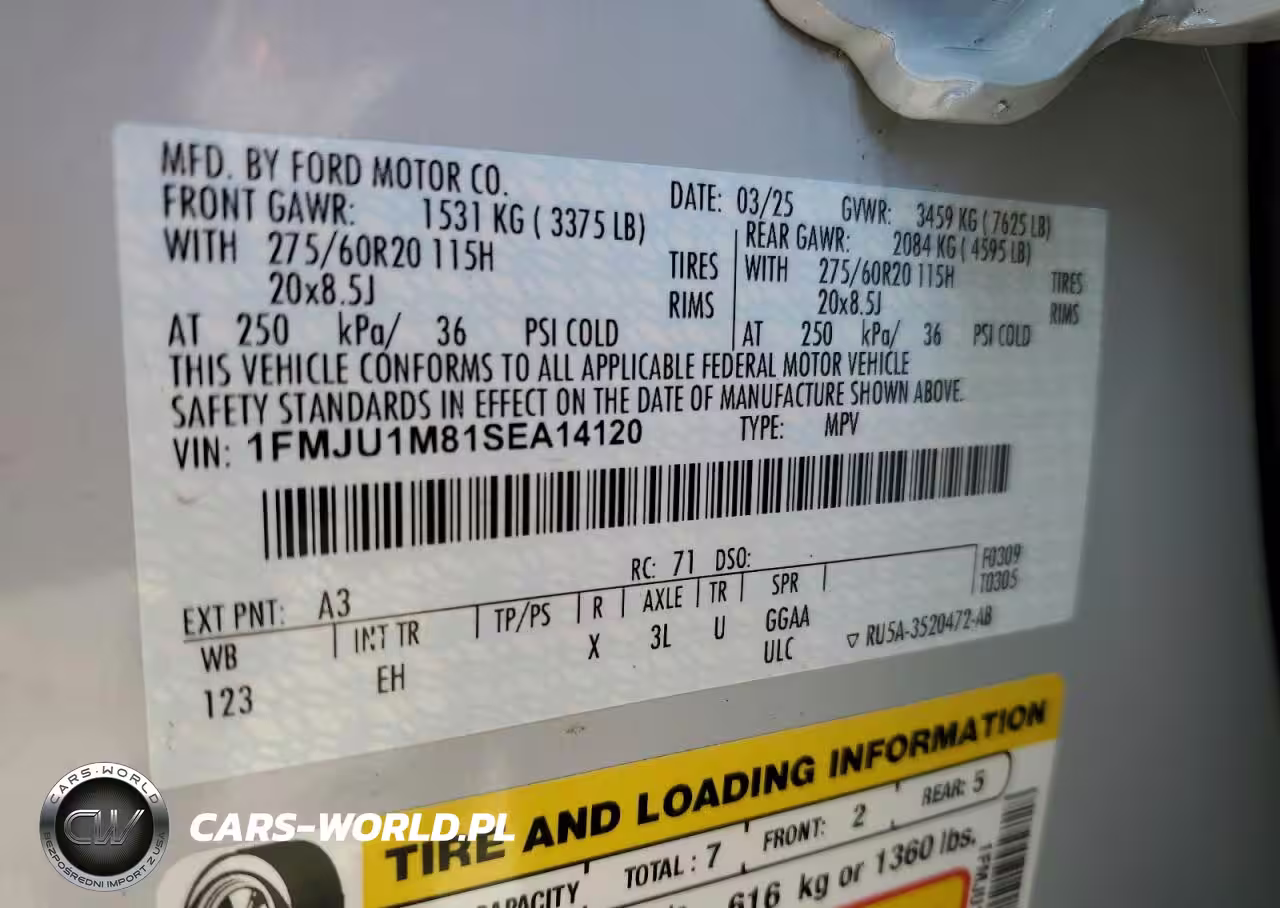 MFD. BY FORD MOTOR CO.
DATE: 03/25 GVWR: 3459 KG ( 7625 LB)
FRONT GAWR: 1531 KG ( 3375 LB)
REAR GAWR: 2084 KG ( 4595 LB)
WITH 275/60R20 115H TIRES
WITH 275/60R20 115H TIRES
20x8.5J RIMS
20x8.5J RIMS
AT 250 kPa/ 36 PSI COLD
AT 250 kPa/ 36 PSI COLD
THIS VEHICLE CONFORMS TO ALL APPLICABLE FEDERAL MOTOR VEHICLE
SAFETY STANDARDS IN EFFECT ON THE DATE OF MANUFACTURE SHOWN ABOVE.
VIN: 1FMJU1M81SEA14120 TYPE: MPV
F0309
T0305
EXT PNT: A3 RC: 71 DSO:
WB INT TR TP/PS R AXLE TR SPR
123 EH X 3L U GGAA
ULC
▽ RU5A-3520472-AB
TIRE AND LOADING INFORMATION
TOTAL : 7 FRONT: 2 REAR: 5
616 kg or 1360 lbs.
CARS-WORLD
CW
BEZPOŚREDNI IMPORT Z USA
CARS-WORLD.PL